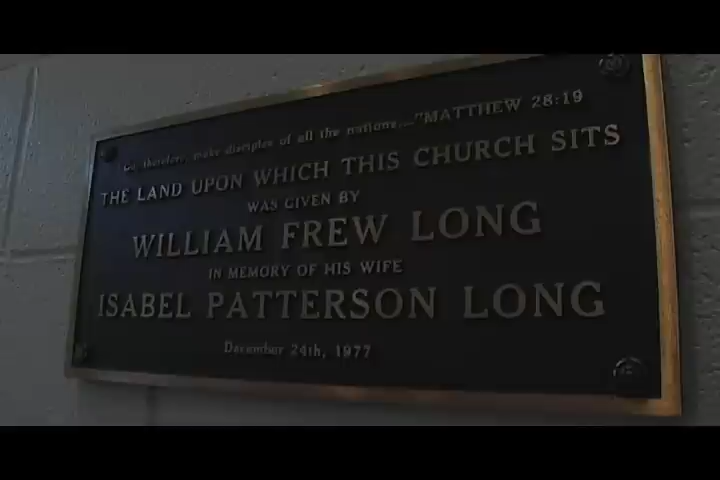 Go, therefore, make disciples of all the nations..."MATTHEW 28:19
THE LAND UPON WHICH THIS CHURCH SITS
WAS GIVEN BY
WILLIAM FREW LONG
IN MEMORY OF HIS WIFE
ISABEL PATTERSON LONG
December 24th, 1977